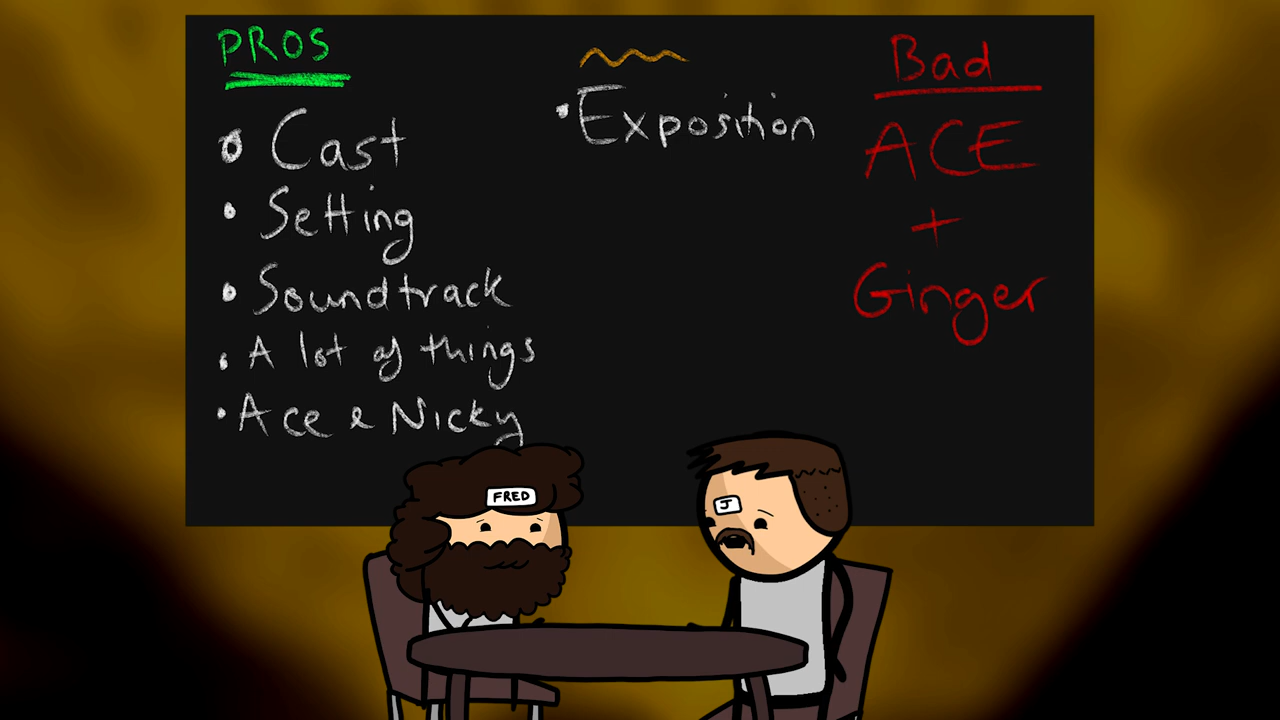 PROS
• Cast
• Setting
• Soundtrack
• A lot of things
• Ace & Nicky
• Exposition
Bad
ACE
+
Ginger
FRED
J